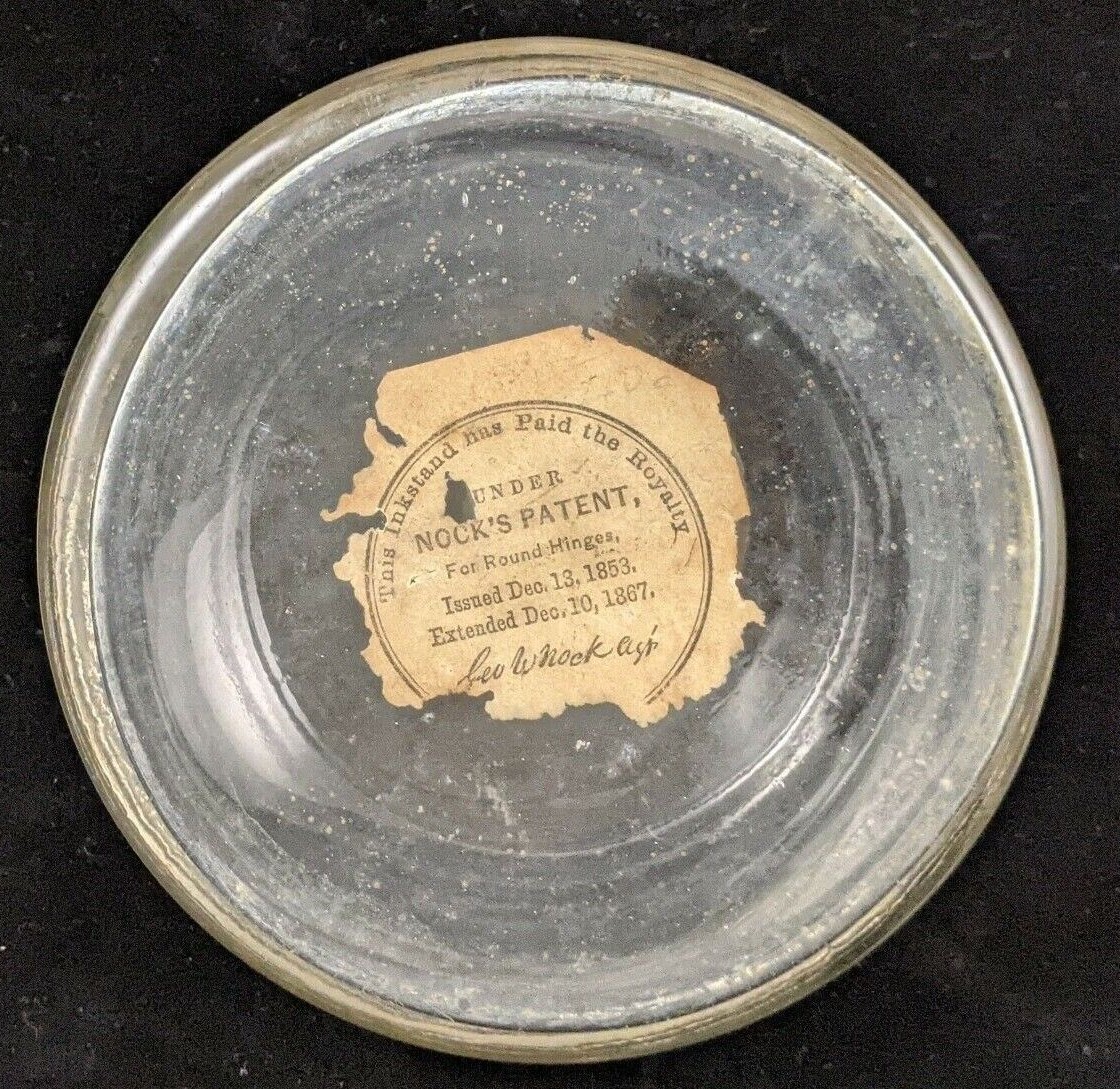 This Inkstand has Paid the Royalty
UNDER
NOCK'S PATENT,
For Round Hinges,
Issued Dec. 13, 1853.
Extended Dec. 10, 1867.
Geo W Nock Agt